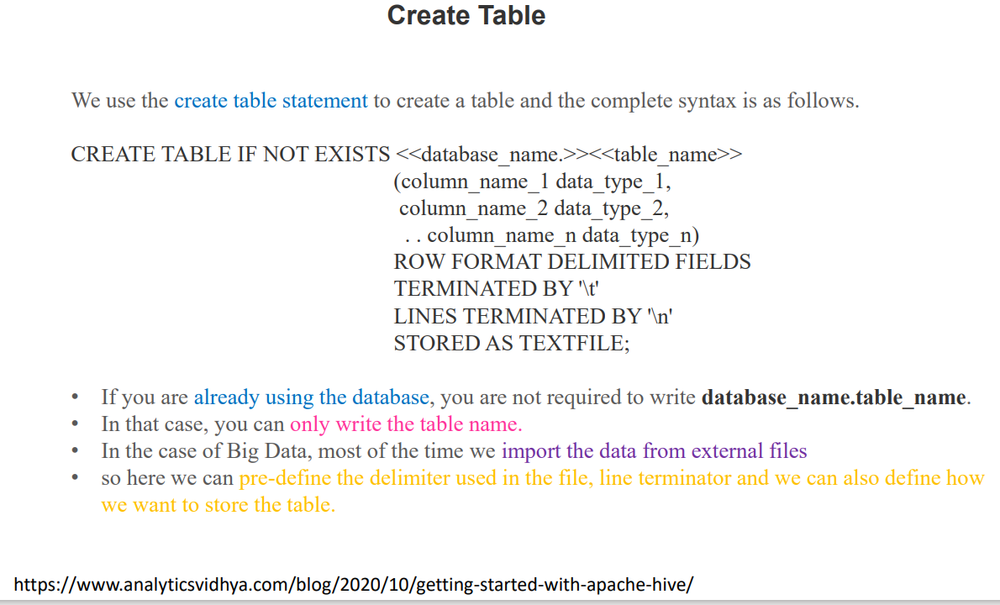 Create Table
We use the create table statement to create a table and the complete syntax is as follows.
CREATE TABLE IF NOT EXISTS <<database_name.>><<table_name>>
(column_name_1 data_type_1,
column_name_2 data_type_2,
. . column_name_n data_type_n)
ROW FORMAT DELIMITED FIELDS
TERMINATED BY '\t'
LINES TERMINATED BY '\n'
STORED AS TEXTFILE;
• If you are already using the database, you are not required to write database_name.table_name.
• In that case, you can only write the table name.
• In the case of Big Data, most of the time we import the data from external files
• so here we can pre-define the delimiter used in the file, line terminator and we can also define how
we want to store the table.
https://www.analyticsvidhya.com/blog/2020/10/getting-started-with-apache-hive/